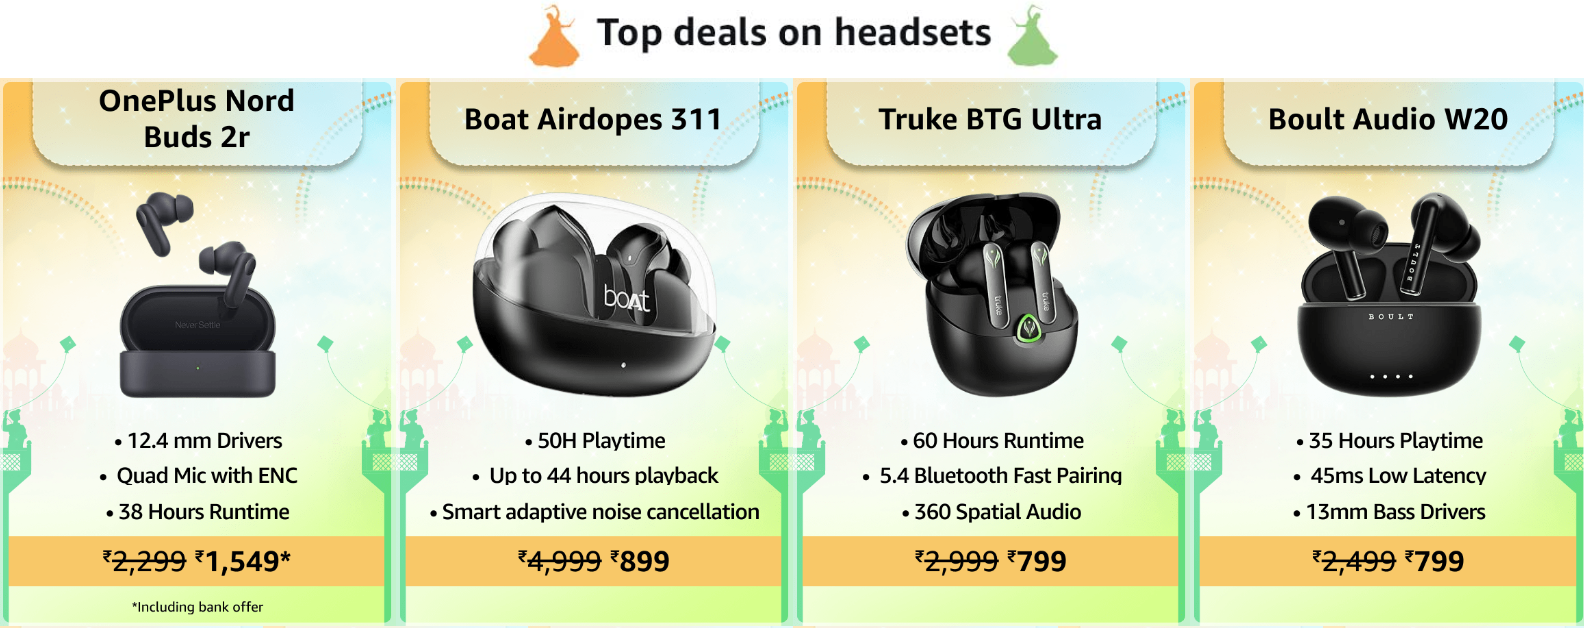 Top deals on headsets
OnePlus Nord
Buds 2r
Never Settle
• 12.4 mm Drivers
• Quad Mic with ENC
• 38 Hours Runtime
₹2,299 ₹1,549*
*Including bank offer
Boat Airdopes 311
boAt
• 50H Playtime
• Up to 44 hours playback
• Smart adaptive noise cancellation
₹4,999 ₹899
Truke BTG Ultra
truke
truke
• 60 Hours Runtime
• 5.4 Bluetooth Fast Pairing
• 360 Spatial Audio
₹2,999 ₹799
Boult Audio W20
BOULT
BOULT
• 35 Hours Playtime
• 45ms Low Latency
• 13mm Bass Drivers
₹2,499 ₹799